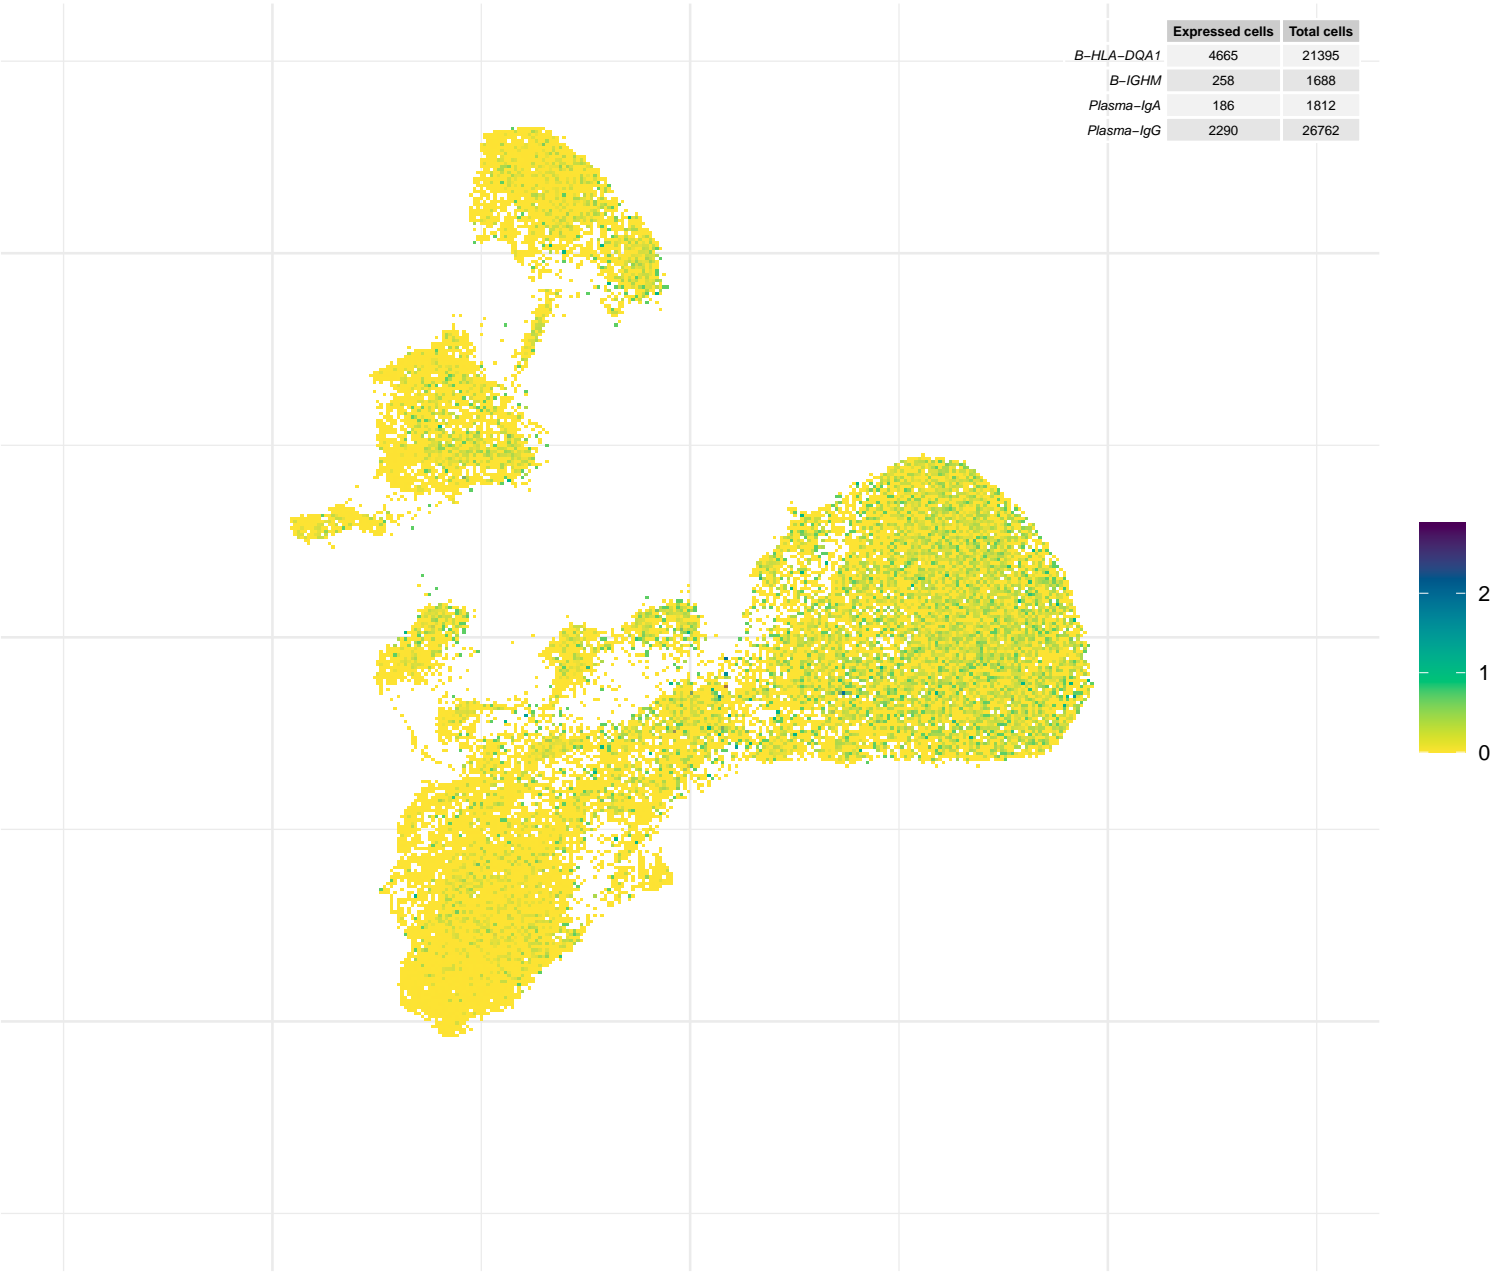 Expressed cells Total cells
B−HLA−DQA1 4665 21395
B−IGHM 258 1688
Plasma−IgA 186 1812
Plasma−IgG 2290 26762
2
1
0